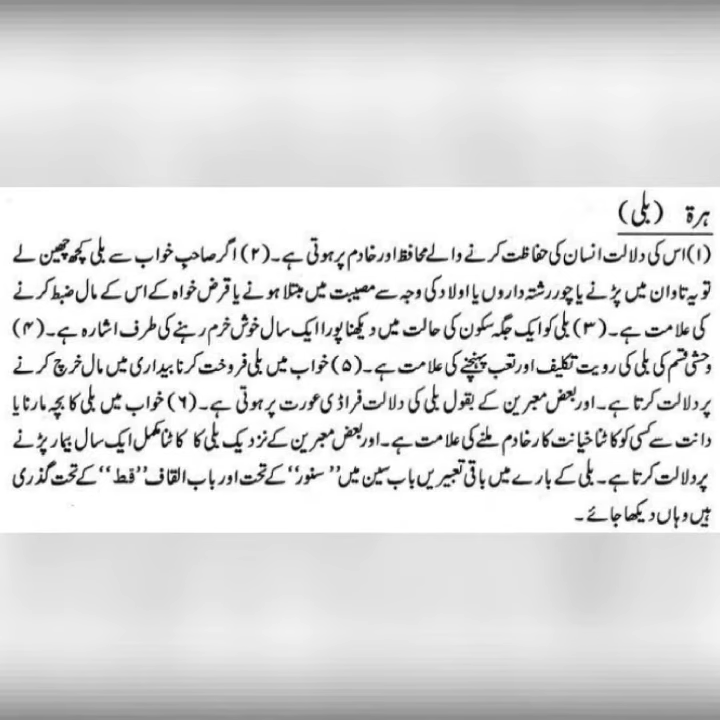 ہرۃ (بلی)
(۱) اس کی دلالت انسان کی حفاظت کرنے والے محافظ اور خادم پر ہوتی ہے۔ (۲) اگر صاحبِ خواب سے بلی کچھ چھین لے
تو یہ تاوان میں پڑنے یا چور رشتہ داروں یا اولاد کی وجہ سے مصیبت میں مبتلا ہونے یا قرض خواہ کے اس کے مال ضبط کرنے
کی علامت ہے۔ (۳) بلی کو ایک جگہ سکون کی حالت میں دیکھنا پورا ایک سال خوش خرم رہنے کی طرف اشارہ ہے۔ (۴)
وحشی قسم کی بلی کی رویت تکلیف اور تعب پہنچنے کی علامت ہے۔ (۵) خواب میں بلی فروخت کرنا بیداری میں مال خرچ کرنے
پر دلالت کرتا ہے۔ اور بعض معبرین کے بقول بلی کی دلالت فراڈی عورت پر ہوتی ہے۔ (۶) خواب میں بلی کا پنجہ مارنا یا
دانت سے کسی کو کاٹنا خیانت کار خادم ملنے کی علامت ہے۔ اور بعض معبرین کے نزدیک بلی کا کاٹنا مکمل ایک سال بیمار پڑنے
پر دلالت کرتا ہے۔ بلی کے بارے میں باقی تعبیریں باب سین میں ’’سنور‘‘ کے تحت اور باب القاف ’’قط‘‘ کے تحت گذری
ہیں وہاں دیکھا جائے۔